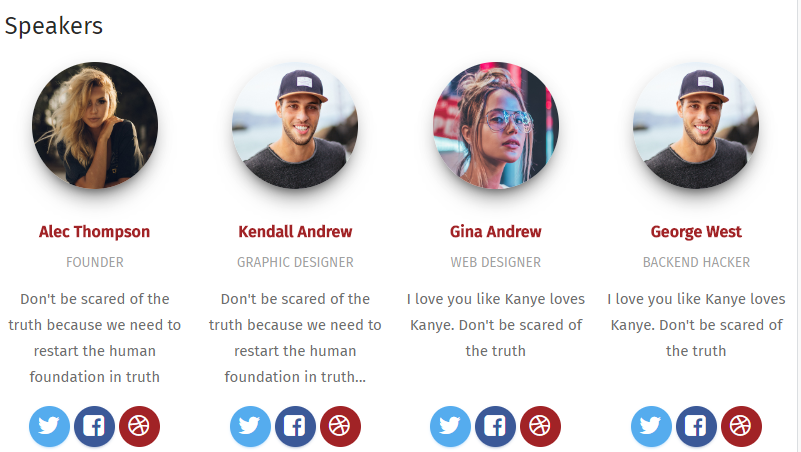 Speakers
Alec Thompson
FOUNDER
Don't be scared of the
truth because we need to
restart the human
foundation in truth
Kendall Andrew
GRAPHIC DESIGNER
Don't be scared of the
truth because we need to
restart the human
foundation in truth...
Gina Andrew
WEB DESIGNER
I love you like Kanye loves
Kanye. Don't be scared of
the truth
George West
BACKEND HACKER
I love you like Kanye loves
Kanye. Don't be scared of
the truth